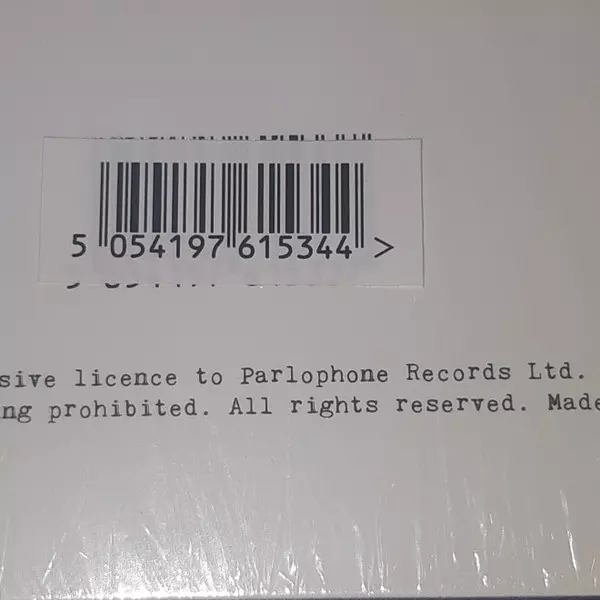 5 054197 615344 >
sive licence to Parlophone Records Ltd.
ng prohibited. All rights reserved. Made